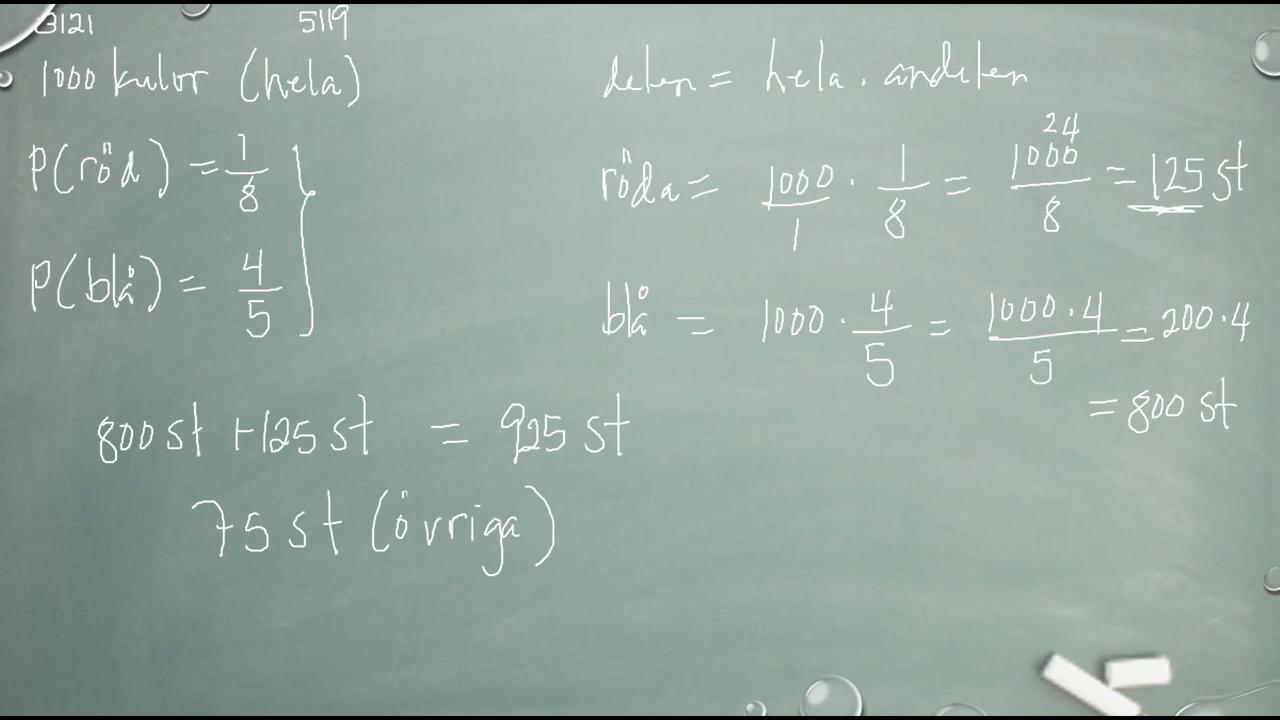 3121 5119
1000 kulor (hela)
P(röd) = 1/8
P(blå) = 4/5
800 st + 125 st = 925 st
75 st (övriga)
delen = hela · andelen
röda = 1000/1 · 1/8 = 1000/8 = 125 st
24
blå = 1000 · 4/5 = 1000 · 4/5 = 200 · 4
= 800 st